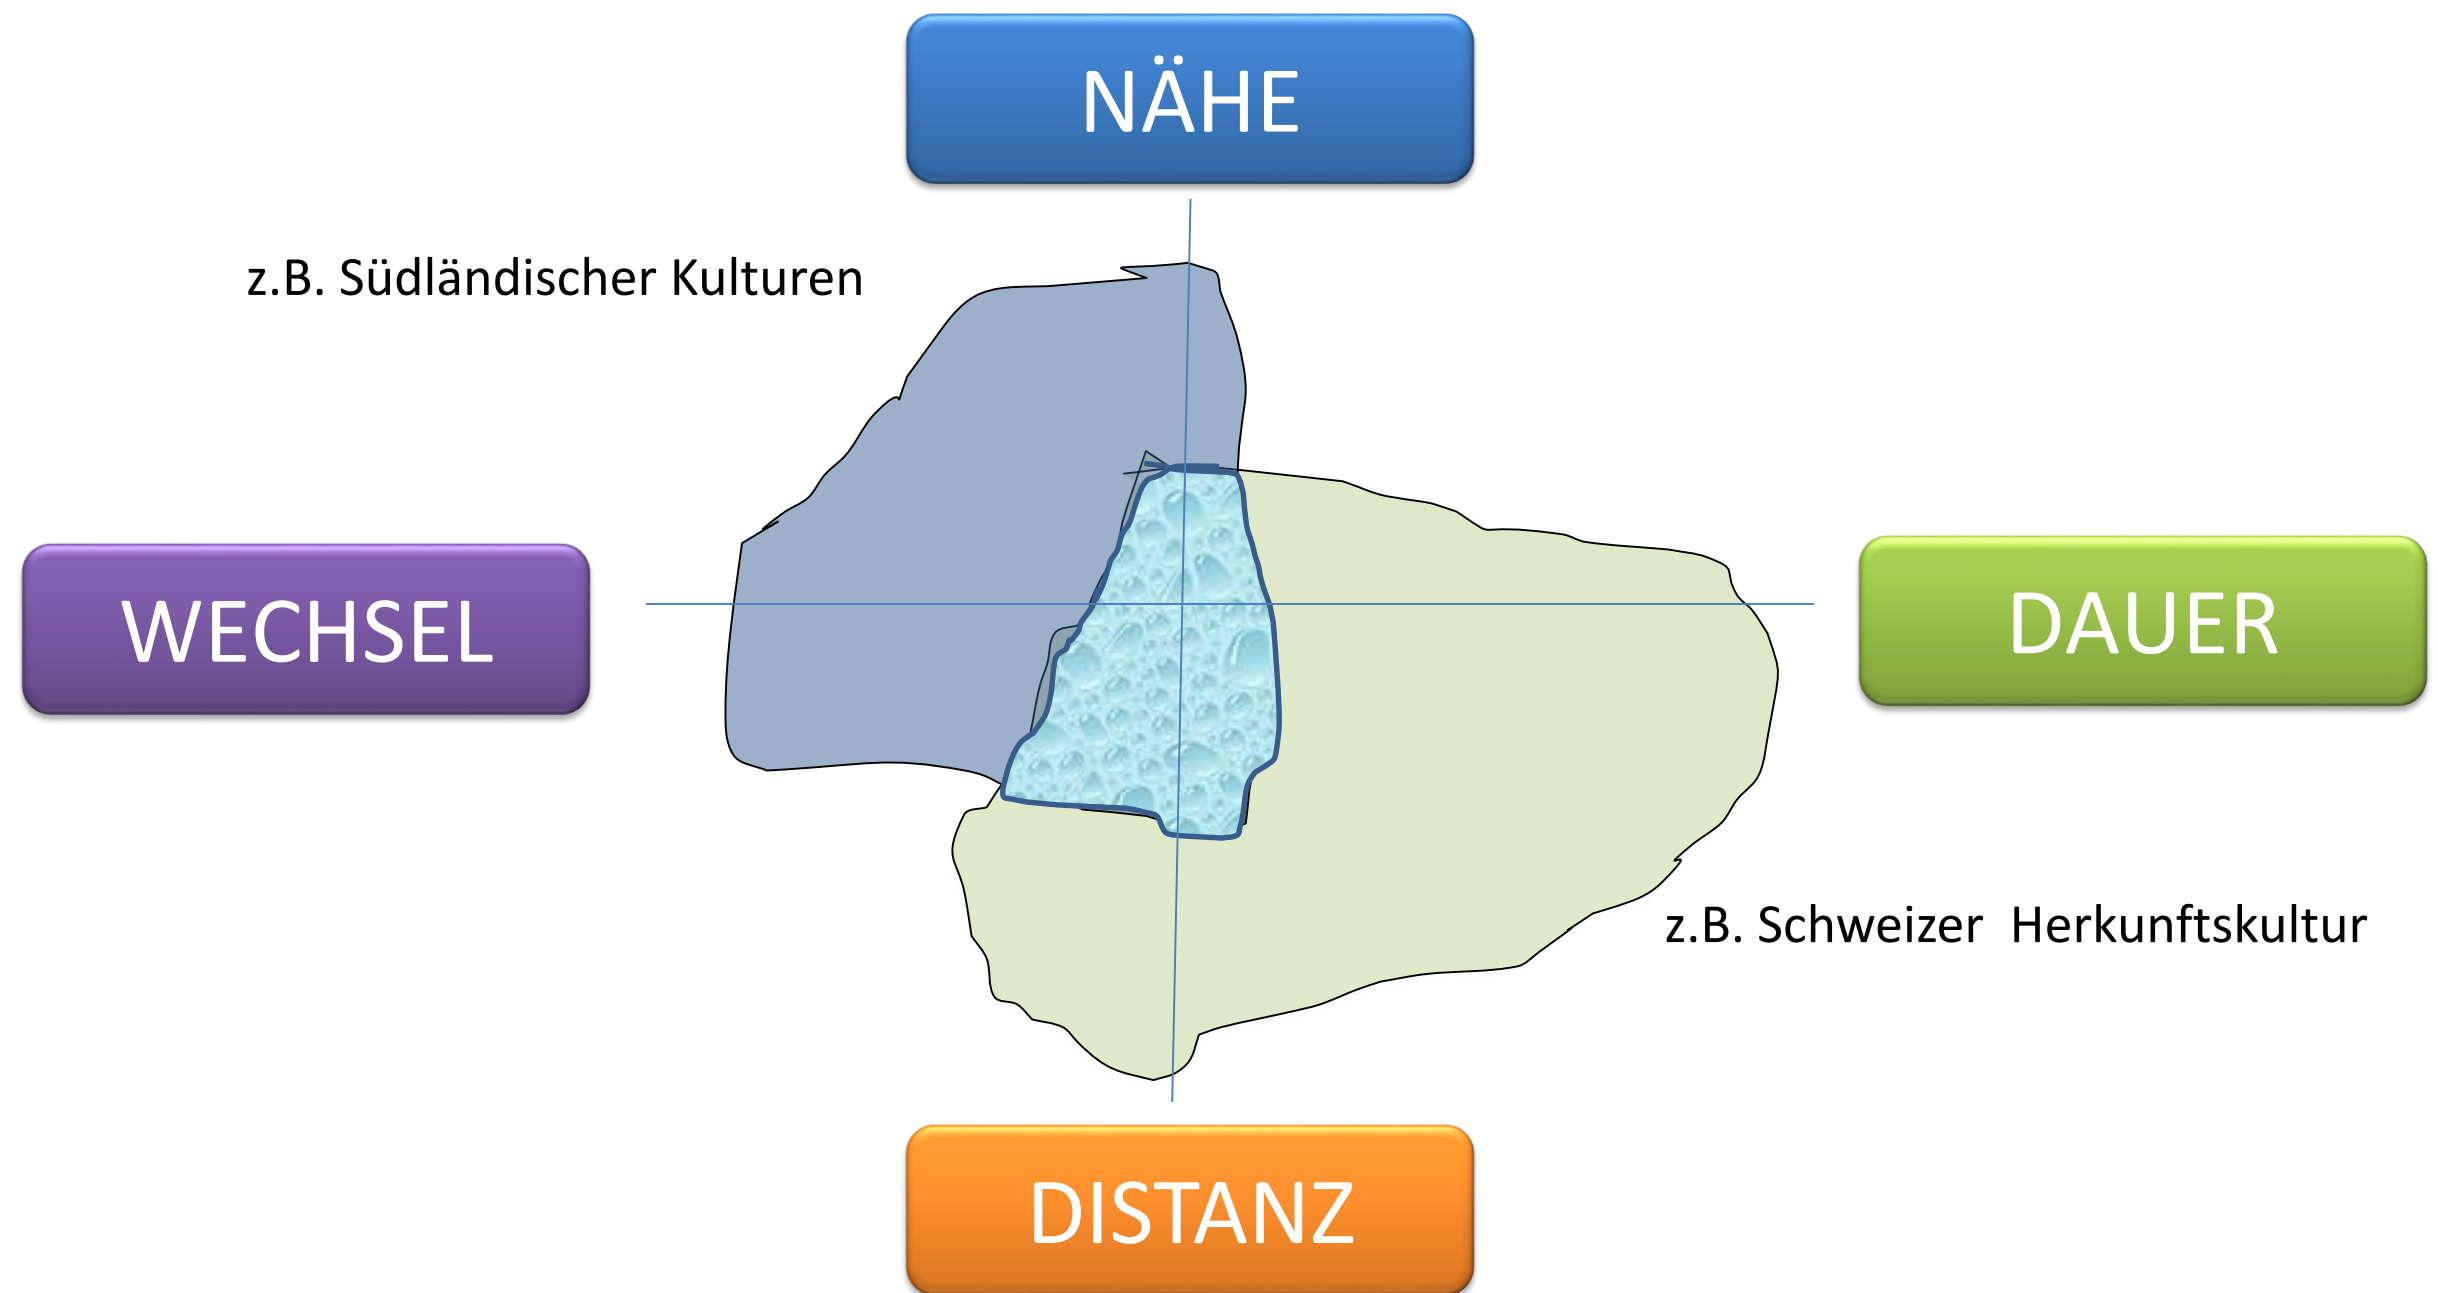 NÄHE
z.B. Südländischer Kulturen
WECHSEL
DAUER
z.B. Schweizer  Herkunftskultur
DISTANZ